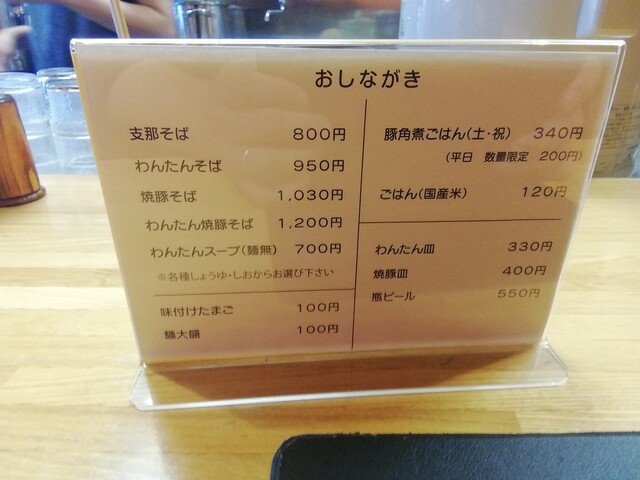 おしながき
支那そば 800円
わんたんそば 950円
焼豚そば 1,030円
わんたん焼豚そば 1,200円
わんたんスープ(麺無) 700円
※各種しょうゆ・しおからお選び下さい
味付けたまご 100円
麺大盛 100円
豚角煮ごはん(土・祝) 340円
(平日 数量限定 200円)
ごはん(国産米) 120円
わんたん皿 330円
焼豚皿 400円
瓶ビール 550円